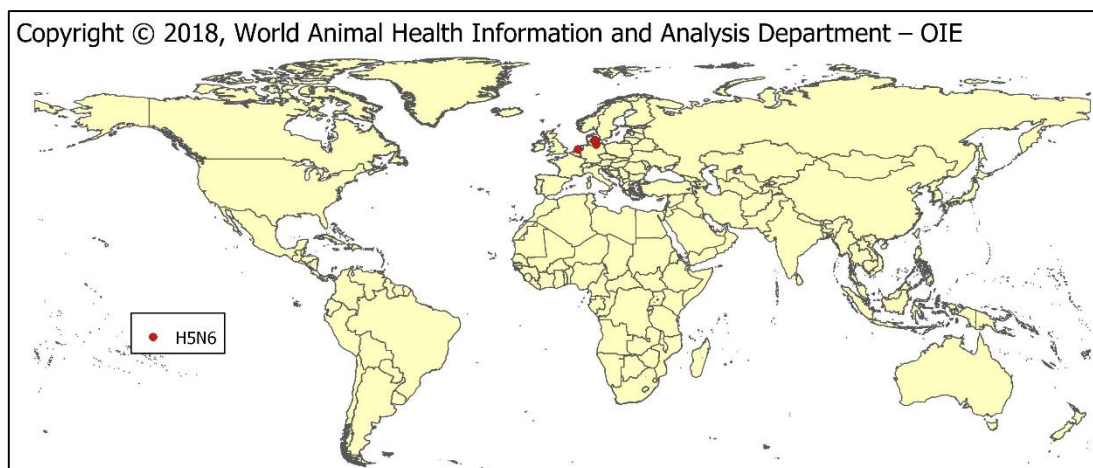 Copyright © 2018, World Animal Health Information and Analysis Department – OIE
H5N6